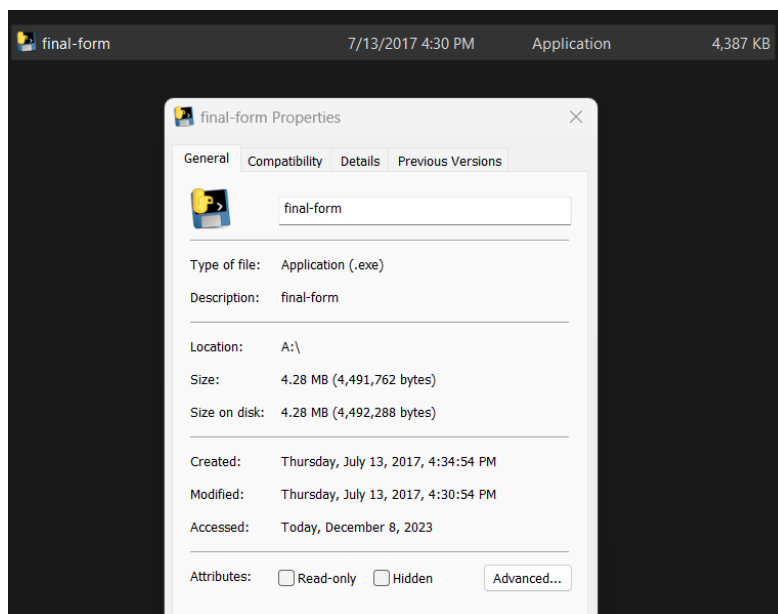 final-form 7/13/2017 4:30 PM Application 4,387 KB
final-form Properties
General Compatibility Details Previous Versions
final-form
Type of file: Application (.exe)
Description: final-form
Location: A:\
Size: 4.28 MB (4,491,762 bytes)
Size on disk: 4.28 MB (4,492,288 bytes)
Created: Thursday, July 13, 2017, 4:34:54 PM
Modified: Thursday, July 13, 2017, 4:30:54 PM
Accessed: Today, December 8, 2023
Attributes: Read-only Hidden Advanced...